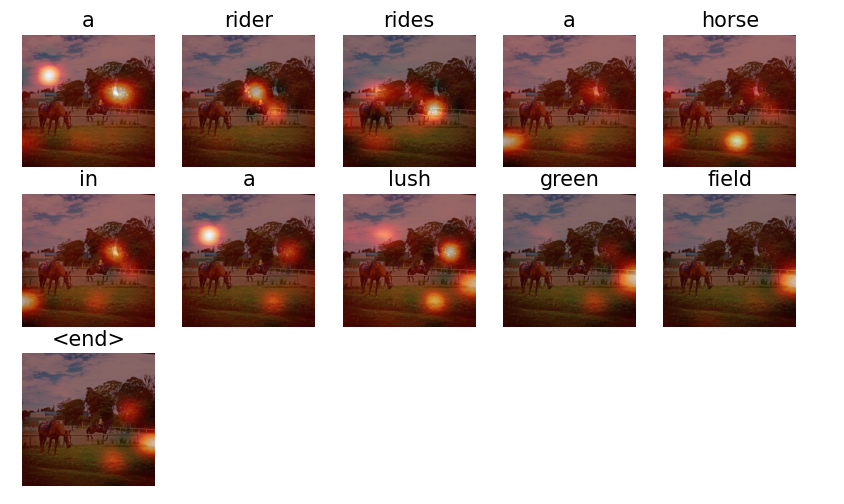 a rider rides a horse
in a lush green field
<end>